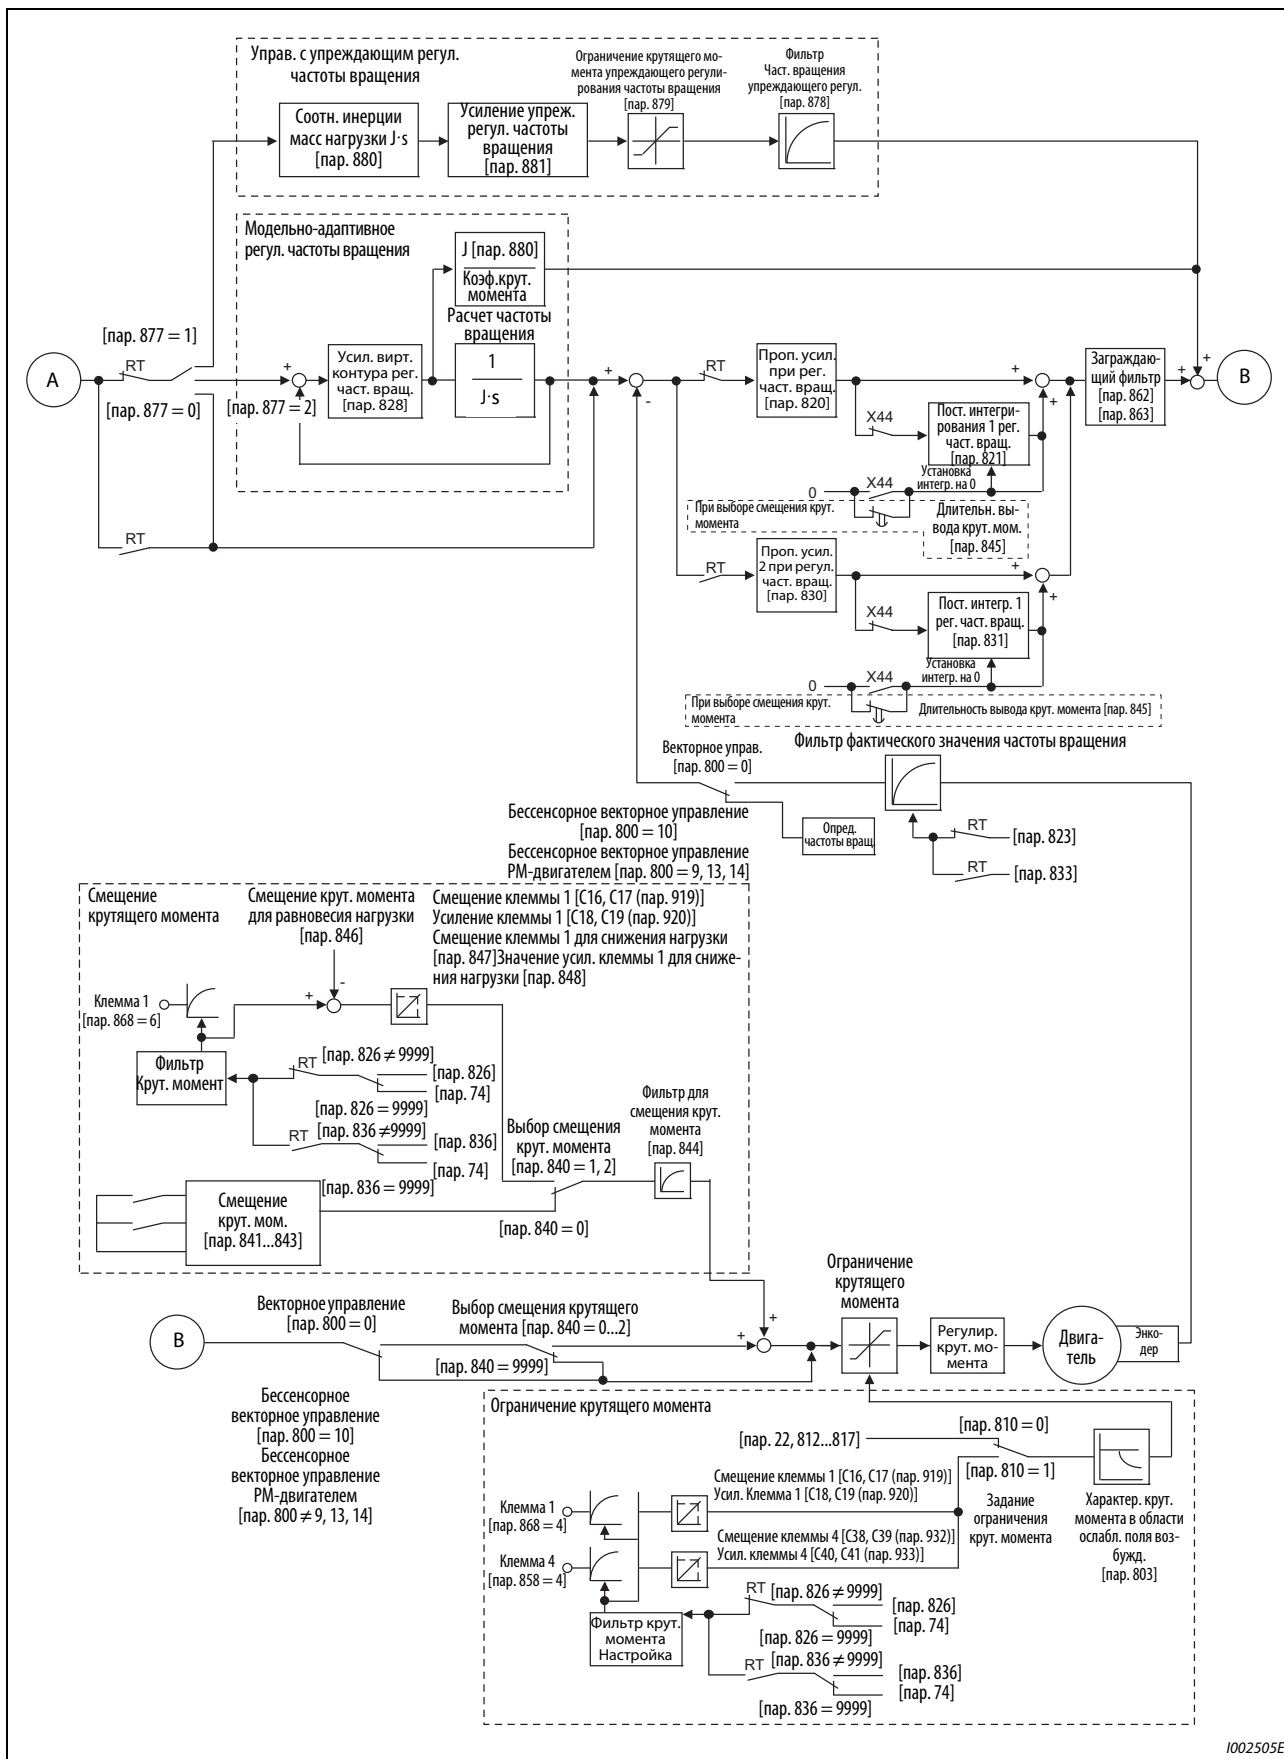 Управ. с упреждающим регул.
частоты вращения
Ограничение крутящего мо-
мента упреждающего регули-
рования частоты вращения
[пар. 879]
Фильтр
Част. вращения
упреждающего регул.
[пар. 878]
Соотн. инерции
масс нагрузки J·s
[пар. 880]
Усиление упреж.
регул. частоты
вращения
[пар. 881]
Модельно-адаптивное
регул. частоты вращения
J [пар. 880]
Коэф.крут.
момента
Расчет частоты
вращения
[пар. 877 = 1]
RT
A
[пар. 877 = 0]
[пар. 877 = 2]
+
Усил. вирт.
контура рег.
част. вращ.
[пар. 828]
1
J·s
+
-
RT
Проп. усил.
при рег.
част. вращ.
[пар. 820]
+
+
Заграждаю-
щий фильтр
[пар. 862]
[пар. 863]
+
+
B
X44
Пост. интегри-
рования 1 рег.
част. вращ.
[пар. 821]
Установка
интегр. на 0
0
X44
При выборе смещения крут.
момента
Длительн. вы-
вода крут. мом.
[пар. 845]
RT
RT
Проп. усил.
2 при регул.
част. вращ.
[пар. 830]
+
+
X44
Пост. интегр. 1
рег. част. вращ.
[пар. 831]
Установка
интегр. на 0
0
X44
При выборе смещения крут.
момента
Длительность вывода крут. момента [пар. 845]
Векторное управ.
[пар. 800 = 0]
Фильтр фактического значения частоты вращения
Бессенсорное векторное управление
[пар. 800 = 10]
Бессенсорное векторное управление
PM-двигателем [пар. 800 = 9, 13, 14]
Опред.
частоты вращ.
RT
[пар. 823]
RT
[пар. 833]
Смещение
крутящего момента
Смещение крут. момента
для равновесия нагрузки
[пар. 846]
Смещение клеммы 1 [C16, C17 (пар. 919)]
Усиление клеммы 1 [C18, C19 (пар. 920)]
Смещение клеммы 1 для снижения нагрузки
[пар. 847]Значение усил. клеммы 1 для сниже-
ния нагрузки [пар. 848]
Клемма 1
[пар. 868 = 6]
+
-
Фильтр
Крут. момент
RT
[пар. 826 ≠ 9999]
[пар. 826]
[пар. 74]
[пар. 826 = 9999]
RT
[пар. 836 ≠9999]
[пар. 836]
[пар. 74]
[пар. 836 = 9999]
Выбор смещения
крут. момента
[пар. 840 = 1, 2]
Фильтр для
смещения крут.
момента
[пар. 844]
Смещение
крут. мом.
[пар. 841...843]
[пар. 840 = 0]
B
Векторное управление
[пар. 800 = 0]
Выбор смещения крутящего
момента [пар. 840 = 0...2]
[пар. 840 = 9999]
+
+
Ограничение
крутящего
момента
Регулир.
крут. мо-
мента
Двига-
тель
Энко-
дер
Бессенсорное
векторное управление
[пар. 800 = 10]
Бессенсорное
векторное управление
PM-двигателем
[пар. 800 ≠ 9, 13, 14]
Ограничение крутящего момента
[пар. 22, 812...817]
[пар. 810 = 0]
[пар. 810 = 1]
Смещение клеммы 1 [C16, C17 (пар. 919)]
Усил. Клемма 1 [C18, C19 (пар. 920)]
Клемма 1
[пар. 868 = 4]
Задание
ограничения
крут. момента
Характер. крут.
момента в области
ослабл. поля воз-
бужд.
[пар. 803]
Смещение клеммы 4 [C38, C39 (пар. 932)]
Усил. клеммы 4 [C40, C41 (пар. 933)]
Клемма 4
[пар. 858 = 4]
Фильтр крут.
момента
Настройка
RT
[пар. 826 ≠ 9999]
[пар. 826]
[пар. 74]
[пар. 826 = 9999]
RT
[пар. 836 ≠ 9999]
[пар. 836]
[пар. 74]
[пар. 836 = 9999]
I002505E